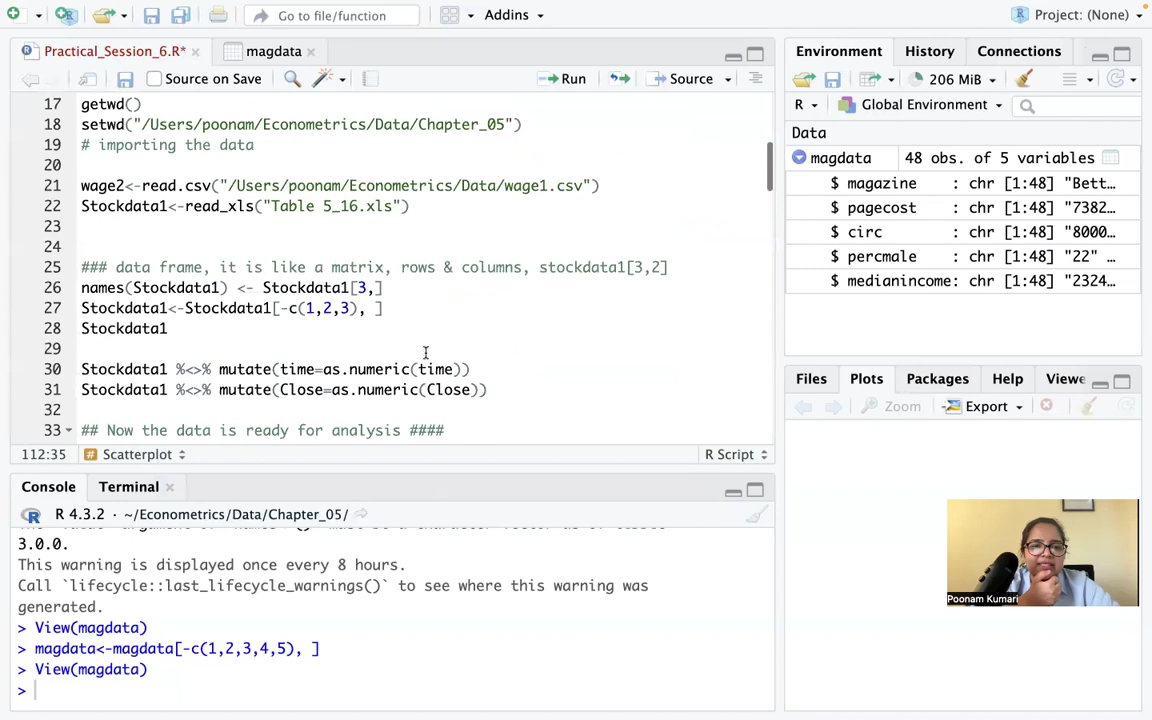 Go to file/function
Addins
Project: (None)
Practical_Session_6.R*
magdata
Source on Save
Run
Source
17 getwd()
18 setwd("/Users/poonam/Econometrics/Data/Chapter_05")
19 # importing the data
20
21 wage2<-read.csv("/Users/poonam/Econometrics/Data/wage1.csv")
22 Stockdata1<-read_xls("Table 5_16.xls")
23
24
25 ### data frame, it is like a matrix, rows & columns, stockdata1[3,2]
26 names(Stockdata1) <- Stockdata1[3,]
27 Stockdata1<-Stockdata1[-c(1,2,3), ]
28 Stockdata1
29
30 Stockdata1 %<>% mutate(time=as.numeric(time))
31 Stockdata1 %<>% mutate(Close=as.numeric(Close))
32
33 ## Now the data is ready for analysis ####
112:35 # Scatterplot R Script
Console Terminal
R 4.3.2 · ~/Econometrics/Data/Chapter_05/
3.0.0.
This warning is displayed once every 8 hours.
Call `lifecycle::last_lifecycle_warnings()` to see where this warning was
generated.
> View(magdata)
> magdata<-magdata[-c(1,2,3,4,5), ]
> View(magdata)
>
Environment History Connections
206 MiB
R Global Environment
Data
magdata 48 obs. of 5 variables
$ magazine : chr [1:48] "Bett…
$ pagecost : chr [1:48] "7382…
$ circ : chr [1:48] "8000…
$ percmale : chr [1:48] "22" …
$ medianincome: chr [1:48] "2324…
Files Plots Packages Help Viewe
Zoom Export
Poonam Kumari